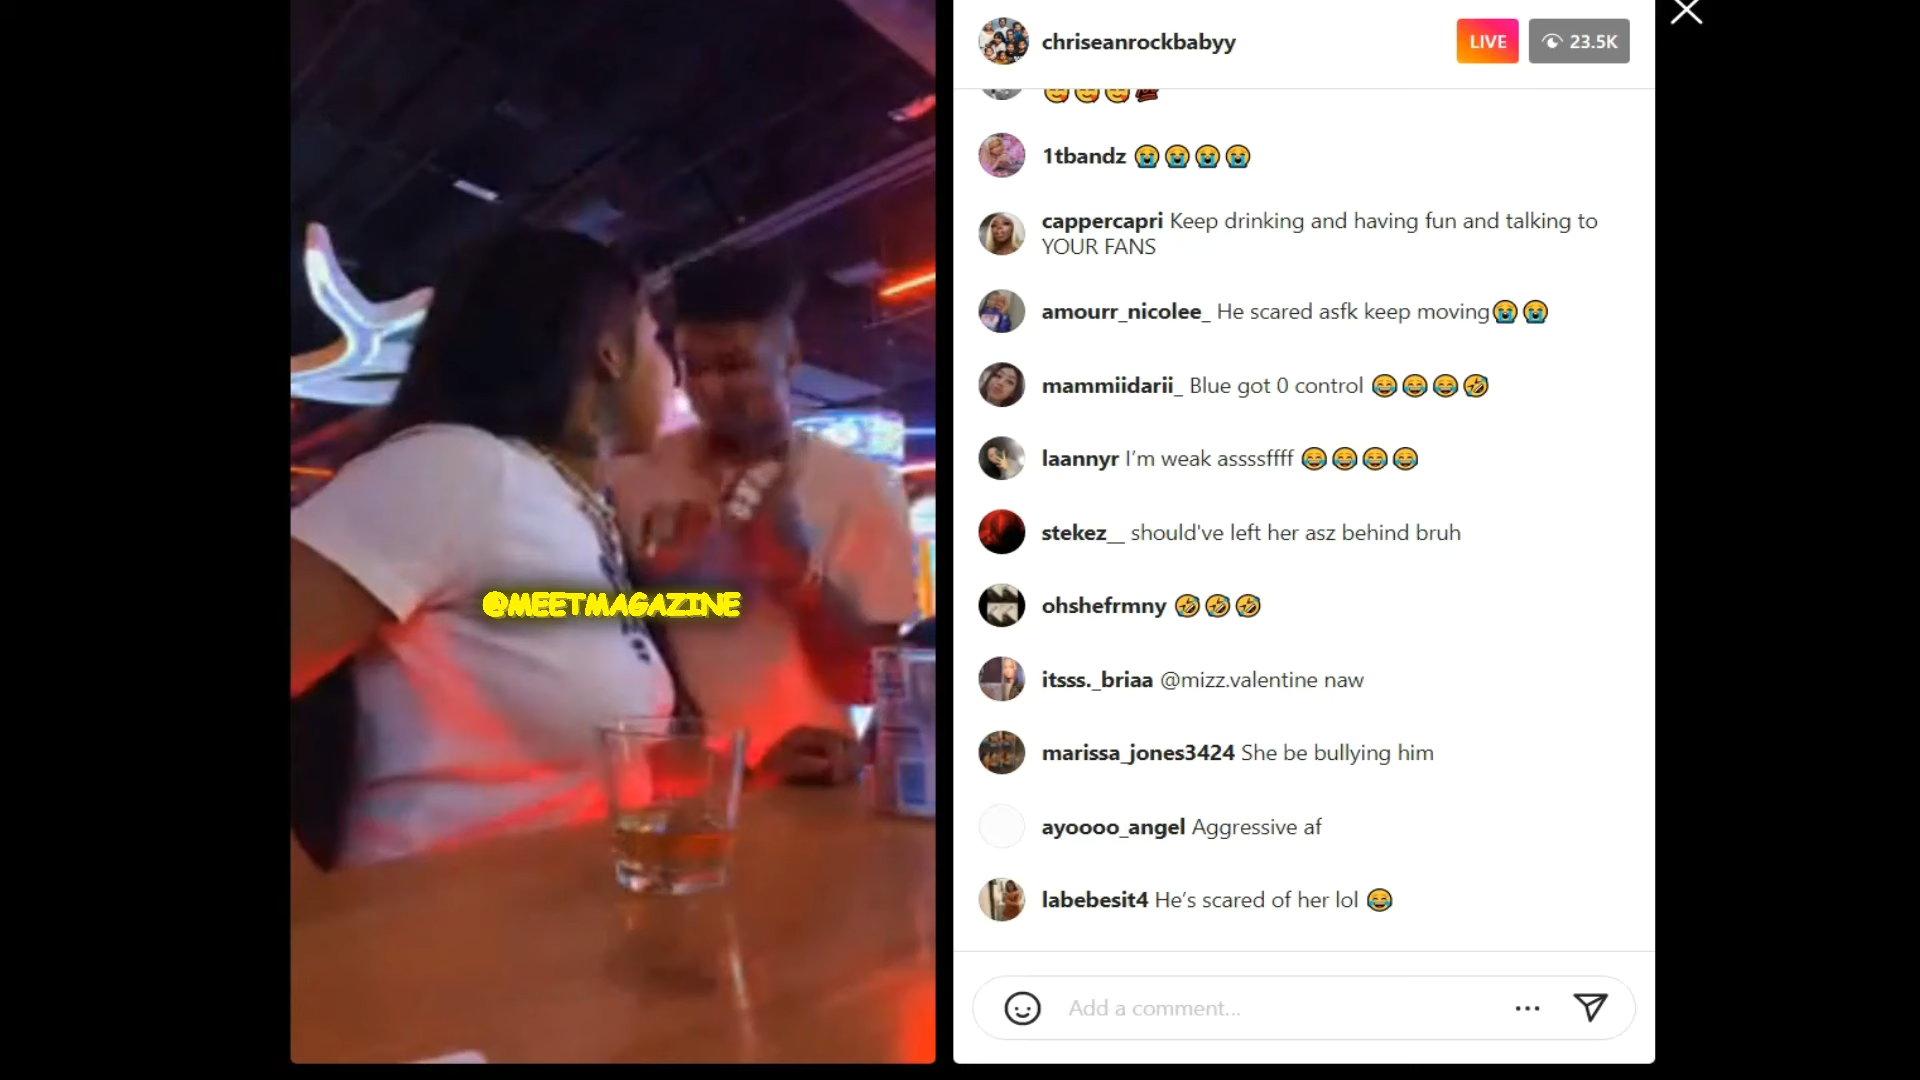 chriseanrockbabyy
LIVE
23.5K
🥰🥰🥰
1tbandz 😭😭😭😭
cappercapri Keep drinking and having fun and talking to
YOUR FANS
amourr_nicolee_ He scared asfk keep moving😭😭
mammiidarii_ Blue got 0 control 😂😂😂🤣
laannyr I'm weak assssffff 😂😂😂😂
stekez__ should've left her asz behind bruh
ohshefrmny 🤣🤣🤣
itsss._briaa @mizz.valentine naw
marissa_jones3424 She be bullying him
ayoooo_angel Aggressive af
labebesit4 He's scared of her lol 😂
Add a comment...
@MEETMAGAZINE